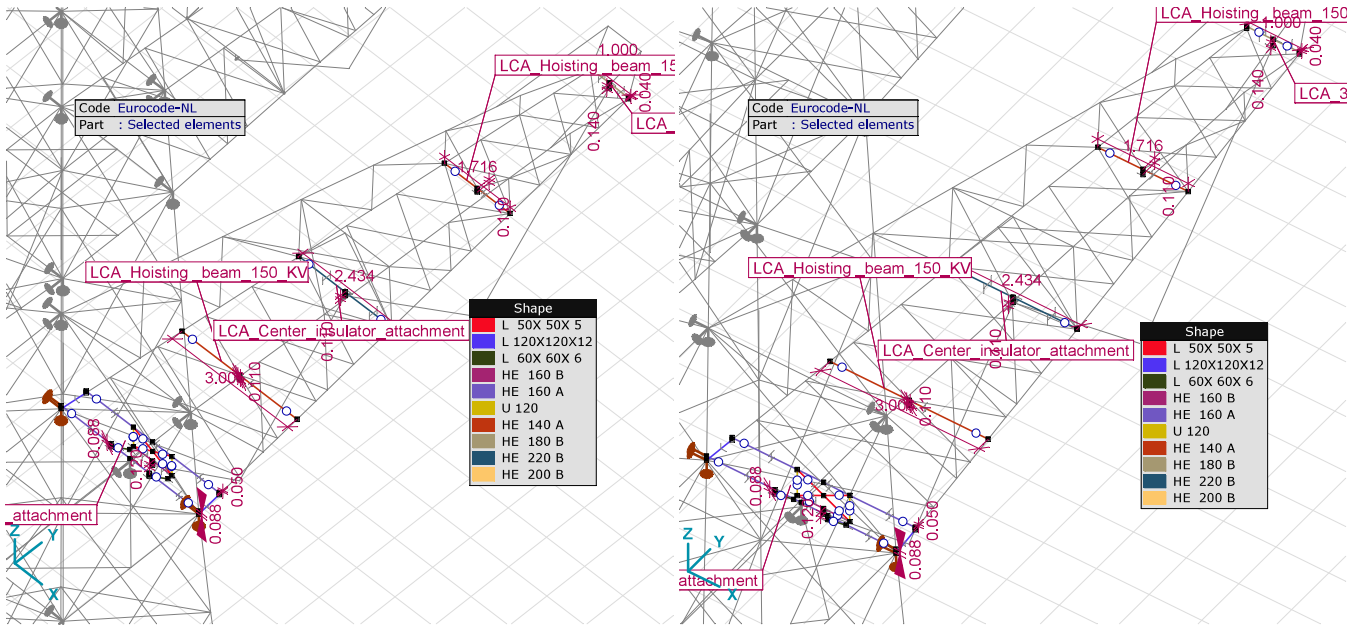 1.000
LCA_Hoisting_beam_15
0.040
LCA_
0.140
Code Eurocode-NL
Part : Selected elements
1.716
LCA_Hoisting_beam_150_KV
2.434
LCA_Center_insulator_attachment
Shape
L 50X 50X 5
L 120X120X12
L 60X 60X 6
HE 160 B
HE 160 A
U 120
HE 140 A
HE 180 B
HE 220 B
HE 200 B
0.110
0.088
0.050
0.088
_attachment
Z
Y
X
LCA_Hoisting_beam_150
1.000
0.040
0.140
LCA_3
Code Eurocode-NL
Part : Selected elements
1.716
0.110
LCA_Hoisting_beam_150_KV
2.434
LCA_Center_insulator_attachment
Shape
L 50X 50X 5
L 120X120X12
L 60X 60X 6
HE 160 B
HE 160 A
U 120
HE 140 A
HE 180 B
HE 220 B
HE 200 B
0.110
0.088
0.050
0.088
attachment
Z
Y
X